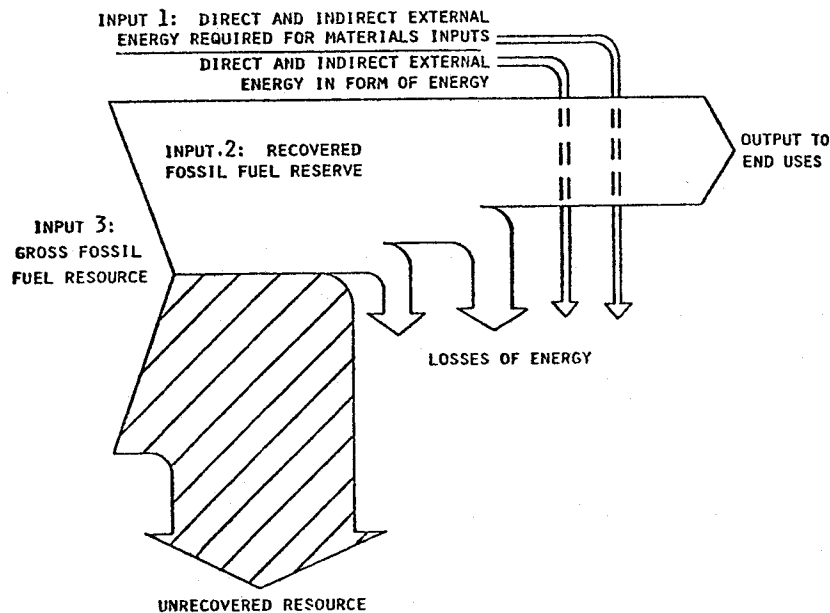 INPUT 1: DIRECT AND INDIRECT EXTERNAL
ENERGY REQUIRED FOR MATERIALS INPUTS
DIRECT AND INDIRECT EXTERNAL
ENERGY IN FORM OF ENERGY
INPUT.2: RECOVERED
FOSSIL FUEL RESERVE
OUTPUT TO
END USES
INPUT 3:
GROSS FOSSIL
FUEL RESOURCE
LOSSES OF ENERGY
UNRECOVERED RESOURCE